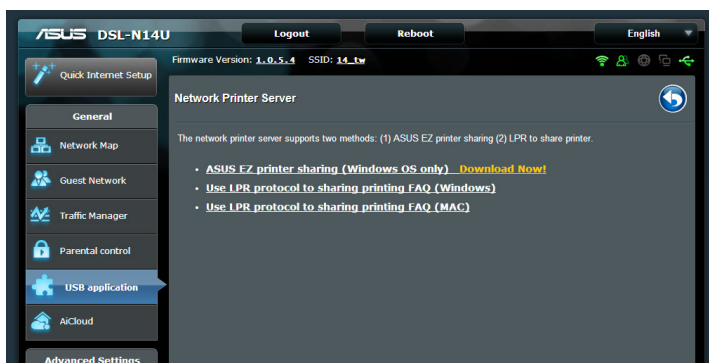 ASUS DSL-N14U Logout Reboot English
Firmware Version: 1.0.5.4 SSID: 14_tw
Quick Internet Setup
General
Network Map
Guest Network
Traffic Manager
Parental control
USB application
AiCloud
Advanced Settings
Network Printer Server
The network printer server supports two methods: (1) ASUS EZ printer sharing (2) LPR to share printer.
• ASUS EZ printer sharing (Windows OS only) Download Now!
• Use LPR protocol to sharing printing FAQ (Windows)
• Use LPR protocol to sharing printing FAQ (MAC)